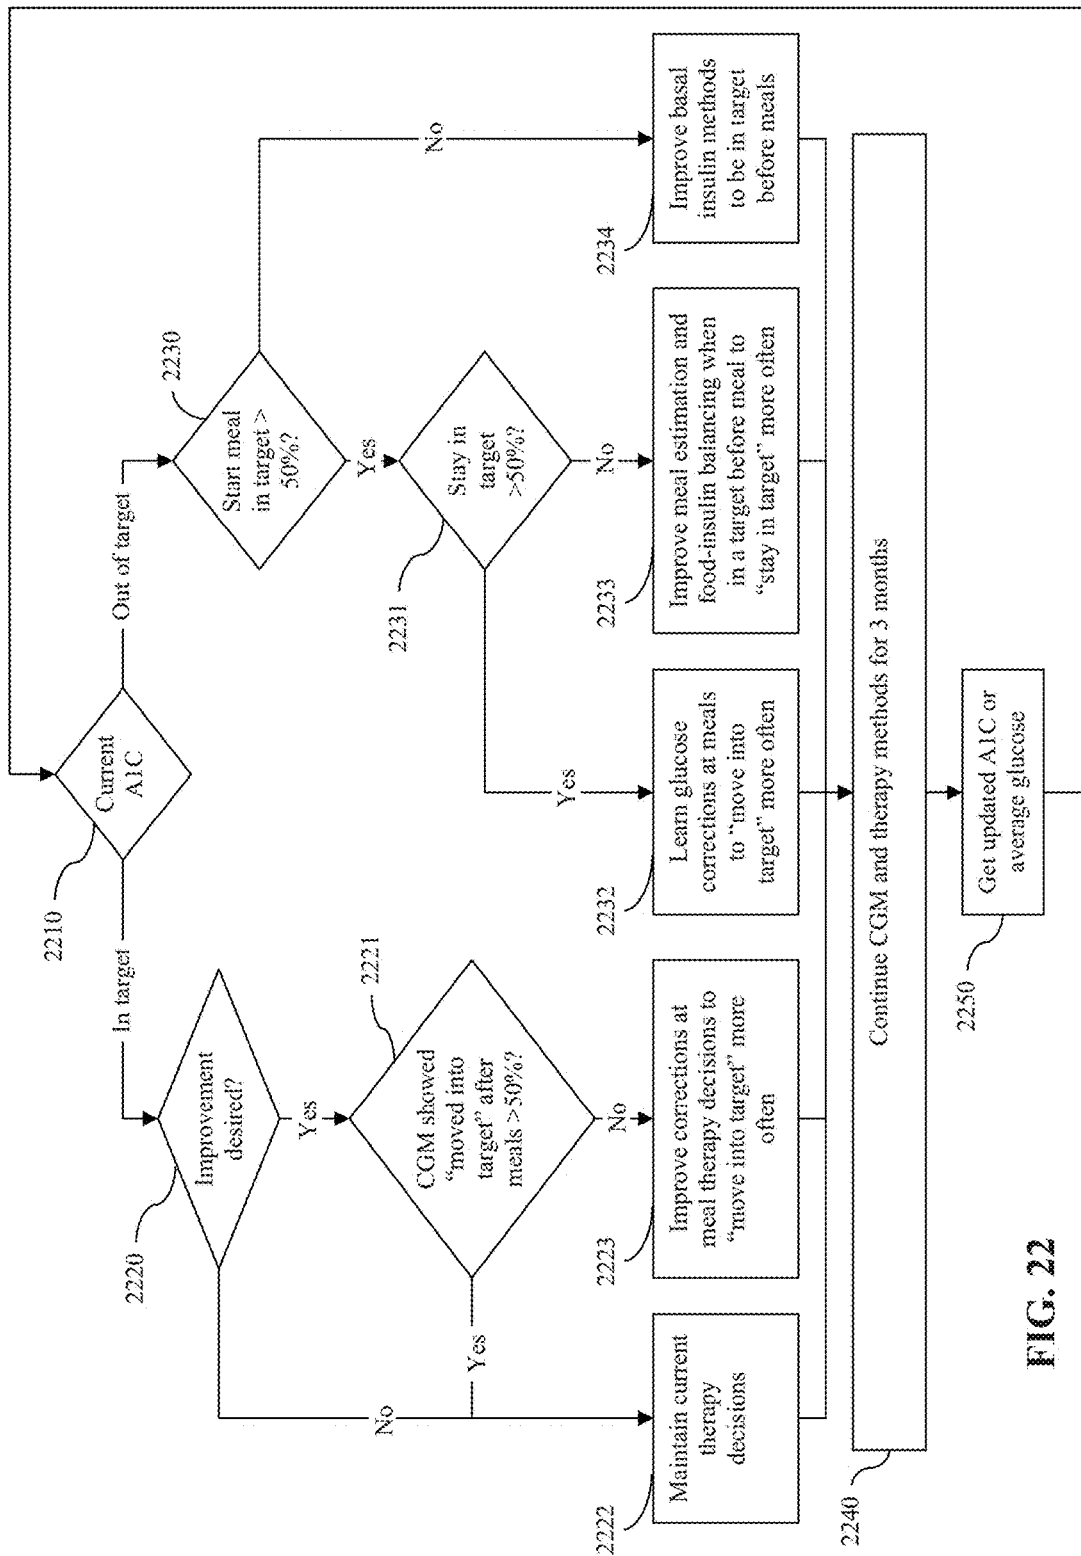 2210
Current
A1C
In target
Out of target
2220
Improvement
desired?
2230
Start meal
in target >
50%?
No
Yes
Yes
No
2221
CGM showed
“moved into
target” after
meals >50%?
2231
Stay in
target
>50%?
Yes
No
Yes
No
2222
Maintain current
therapy
decisions
2223
Improve corrections at
meal therapy decisions to
“move into target” more
often
2232
Learn glucose
corrections at meals
to “move into
target” more often
2233
Improve meal estimation and
food-insulin balancing when
in a target before meal to
“stay in target” more often
2234
Improve basal
insulin methods
to be in target
before meals
2240
Continue CGM and therapy methods for 3 months
2250
Get updated A1C or
average glucose
FIG. 22